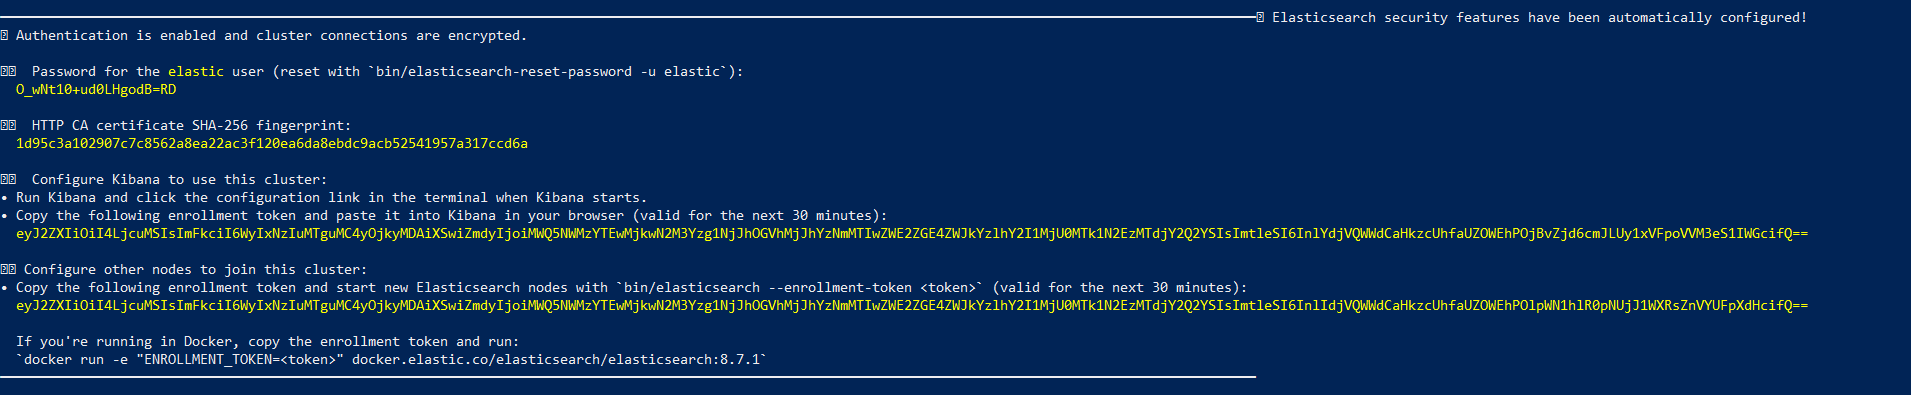 Elasticsearch security features have been automatically configured!
Authentication is enabled and cluster connections are encrypted.
Password for the elastic user (reset with `bin/elasticsearch-reset-password -u elastic`):
O_wNt10+ud0LHgodB=RD
HTTP CA certificate SHA-256 fingerprint:
1d95c3a102907c7c8562a8ea22ac3f120ea6da8ebdc9acb52541957a317ccd6a
Configure Kibana to use this cluster:
• Run Kibana and click the configuration link in the terminal when Kibana starts.
• Copy the following enrollment token and paste it into Kibana in your browser (valid for the next 30 minutes):
eyJ2ZXIiOiI4LjcuMSIsImFkciI6WyIxNzIuMTguMC4yOjkyMDAiXSwiZmdyIjoiMWQ5NWMzYTEwMjkwN2M3Yzg1NjJhOGVhMjJhYzNmMTIwZWE2ZGE4ZWJkYzlhY2I1MjU0MTk1N2EzMTdjY2Q2YSIsImtleSI6InlYdjVQWWdCaHkzcUhfaUZOWEhPOjBvZjd6cmJLUy1xVFpoVVM3eS1IWGcifQ==
Configure other nodes to join this cluster:
• Copy the following enrollment token and start new Elasticsearch nodes with `bin/elasticsearch --enrollment-token <token>` (valid for the next 30 minutes):
eyJ2ZXIiOiI4LjcuMSIsImFkciI6WyIxNzIuMTguMC4yOjkyMDAiXSwiZmdyIjoiMWQ5NWMzYTEwMjkwN2M3Yzg1NjJhOGVhMjJhYzNmMTIwZWE2ZGE4ZWJkYzlhY2I1MjU0MTk1N2EzMTdjY2Q2YSIsImtleSI6InlIdjVQWWdCaHkzcUhfaUZOWEhPOlpWN1hlR0pNUjJ1WXRsZnVYUFpXdHcifQ==
If you're running in Docker, copy the enrollment token and run:
`docker run -e "ENROLLMENT_TOKEN=<token>" docker.elastic.co/elasticsearch/elasticsearch:8.7.1`